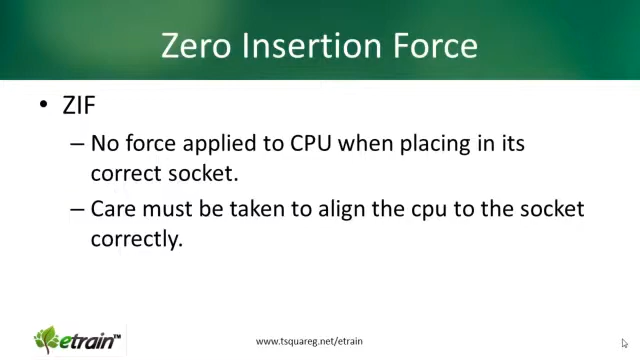 Zero Insertion Force
• ZIF
– No force applied to CPU when placing in its
correct socket.
– Care must be taken to align the cpu to the socket
correctly.
etrain™
www.tsquareg.net/etrain